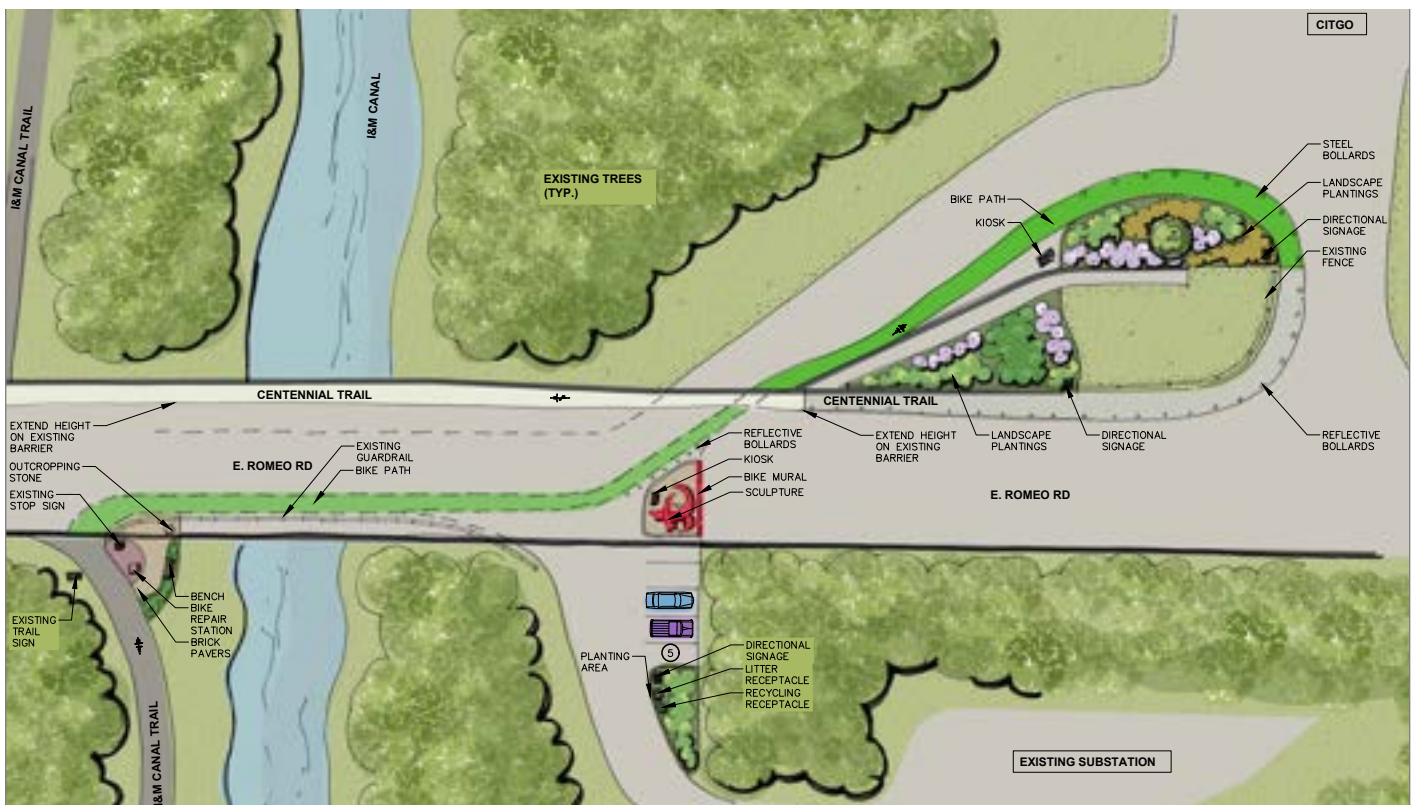 CITGO
I&M CANAL TRAIL
I&M CANAL
EXISTING TREES
(TYP.)
STEEL
BOLLARDS
LANDSCAPE
PLANTINGS
DIRECTIONAL
SIGNAGE
EXISTING
FENCE
BIKE PATH
KIOSK
CENTENNIAL TRAIL
CENTENNIAL TRAIL
EXTEND HEIGHT
ON EXISTING
BARRIER
OUTCROPPING
STONE
EXISTING
STOP SIGN
E. ROMEO RD
EXISTING
GUARDRAIL
BIKE PATH
REFLECTIVE
BOLLARDS
KIOSK
BIKE MURAL
SCULPTURE
EXTEND HEIGHT
ON EXISTING
BARRIER
LANDSCAPE
PLANTINGS
DIRECTIONAL
SIGNAGE
REFLECTIVE
BOLLARDS
E. ROMEO RD
EXISTING
TRAIL
SIGN
BENCH
BIKE
REPAIR
STATION
BRICK
PAVERS
I&M CANAL TRAIL
PLANTING
AREA
5
DIRECTIONAL
SIGNAGE
LITTER
RECEPTACLE
RECYCLING
RECEPTACLE
EXISTING SUBSTATION